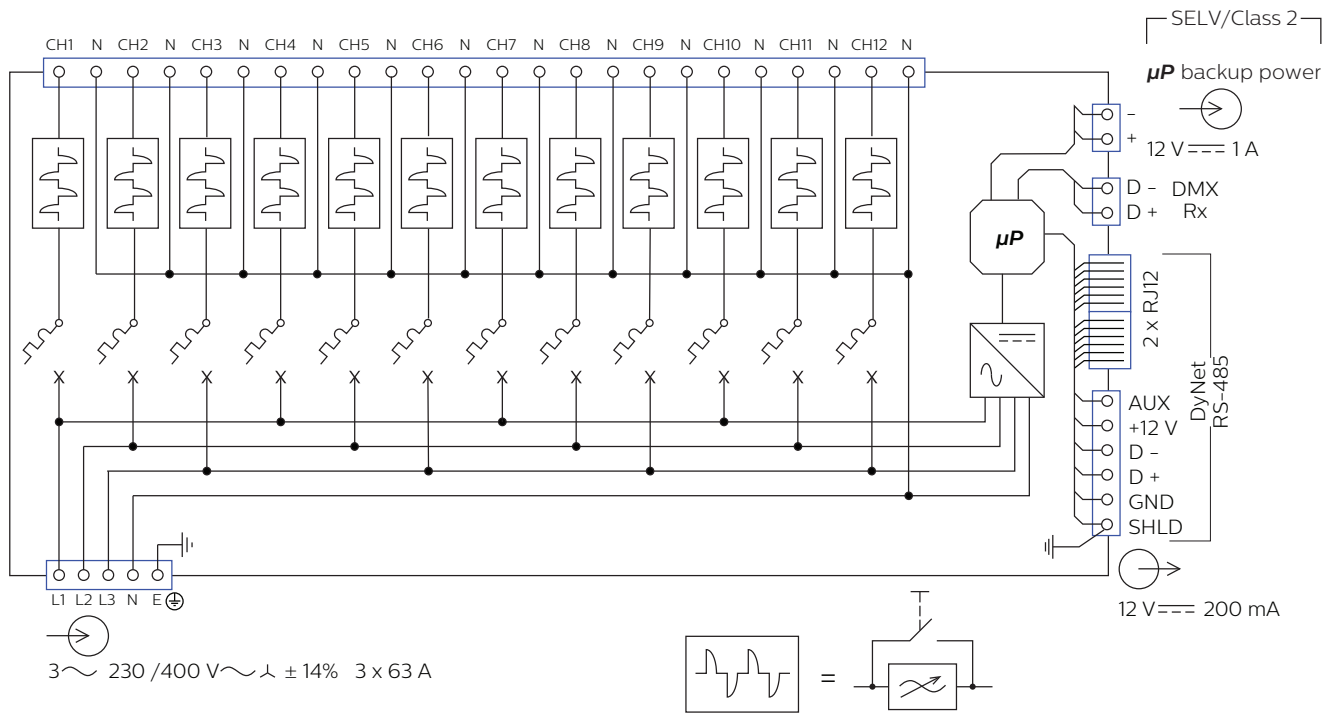 SELV/Class 2
CH1 N CH2 N CH3 N CH4 N CH5 N CH6 N CH7 N CH8 N CH9 N CH10 N CH11 N CH12 N
µP backup power
-
+
12 V 1 A
D - DMX
D + Rx
µP
2 x RJ12
DyNet
RS-485
AUX
+12 V
D -
D +
GND
SHLD
L1 L2 L3 N E
12 V 200 mA
3~ 230 /400 V~ ± 14% 3 x 63 A
=